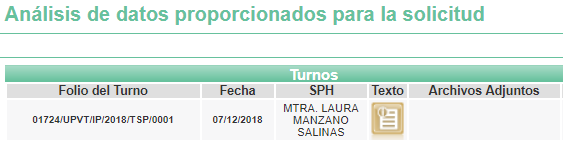 Análisis de datos proporcionados para la solicitud
Turnos
Folio del Turno Fecha SPH Texto Archivos Adjuntos
01724/UPVT/IP/2018/TSP/0001 07/12/2018 MTRA. LAURA
MANZANO
SALINAS